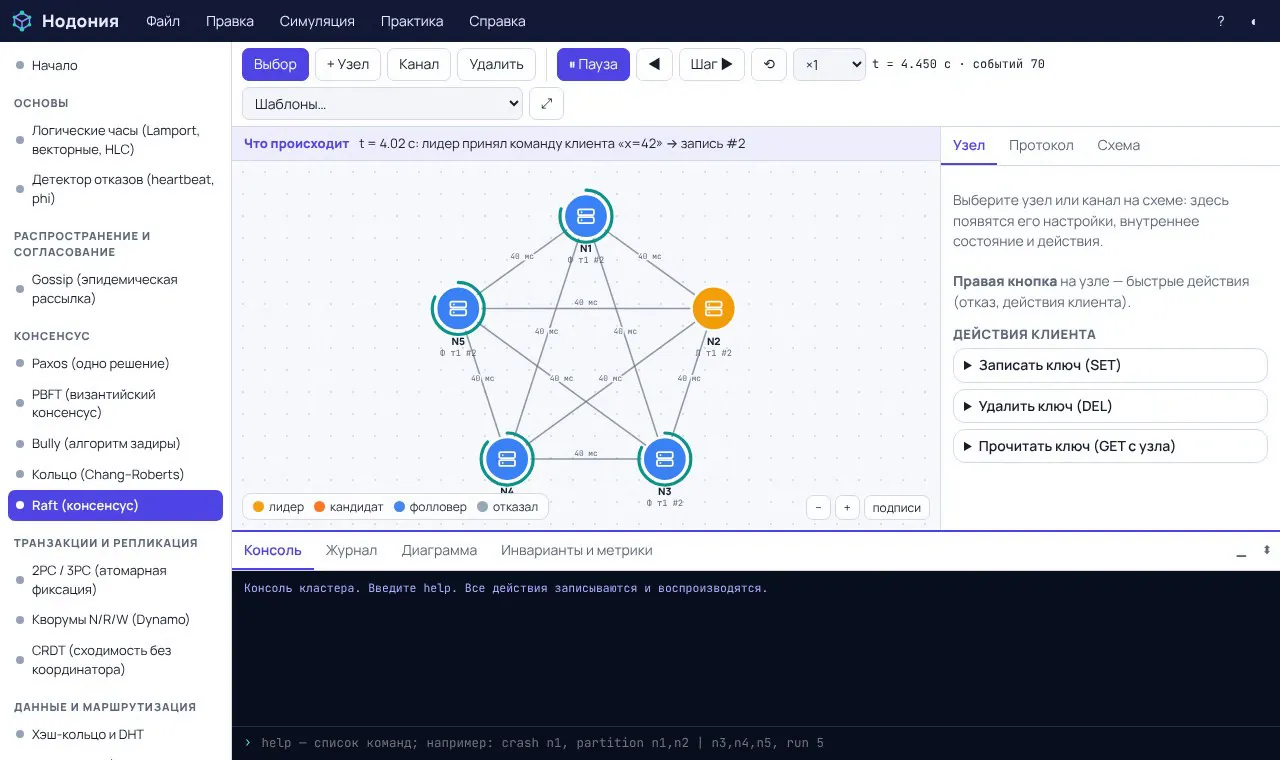 Нодония
Файл
Правка
Симуляция
Практика
Справка
?
Начало
ОСНОВЫ
Логические часы (Lamport,
векторные, HLC)
Детектор отказов (heartbeat,
phi)
РАСПРОСТРАНЕНИЕ И
СОГЛАСОВАНИЕ
Gossip (эпидемическая
рассылка)
КОНСЕНСУС
Paxos (одно решение)
PBFT (византийский
консенсус)
Bully (алгоритм задиры)
Кольцо (Chang–Roberts)
Raft (консенсус)
ТРАНЗАКЦИИ И РЕПЛИКАЦИЯ
2PC / 3PC (атомарная
фиксация)
Кворумы N/R/W (Dynamo)
CRDT (сходимость без
координатора)
ДАННЫЕ И МАРШРУТИЗАЦИЯ
Хэш-кольцо и DHT
Выбор
+ Узел
Канал
Удалить
Пауза
Шаг
×1
t = 4.450 с · событий 70
Шаблоны…
Что происходит t = 4.02 с: лидер принял команду клиента «x=42» → запись #2
N1
Ф т1 #2
40 мс
40 мс
40 мс
N5
Ф т1 #2
N2
Л т1 #2
40 мс
40 мс
40 мс
40 мс
40 мс
40 мс
40 мс
N4
N3
Ф т1 #2
лидер
кандидат
фолловер
отказал
−
+
подписи
Узел
Протокол
Схема
Выберите узел или канал на схеме: здесь
появятся его настройки, внутреннее
состояние и действия.
Правая кнопка на узле — быстрые действия
(отказ, действия клиента).
ДЕЙСТВИЯ КЛИЕНТА
Записать ключ (SET)
Удалить ключ (DEL)
Прочитать ключ (GET с узла)
Консоль
Журнал
Диаграмма
Инварианты и метрики
Консоль кластера. Введите help. Все действия записываются и воспроизводятся.
› help — список команд; например: crash n1, partition n1,n2 | n3,n4,n5, run 5